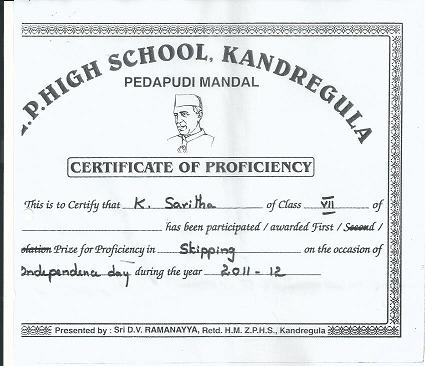 .P.HIGH SCHOOL, KANDREGULA
PEDAPUDI MANDAL
CERTIFICATE OF PROFICIENCY
This is to Certify that K. Saritha of Class VII of
has been participated / awarded First / Second /
olation Prize for Proficiency in Skipping on the occasion of
Independence day during the year 2011-12
Presented by : Sri D.V. RAMANAYYA, Retd. H.M. Z.P.H.S., Kandregula